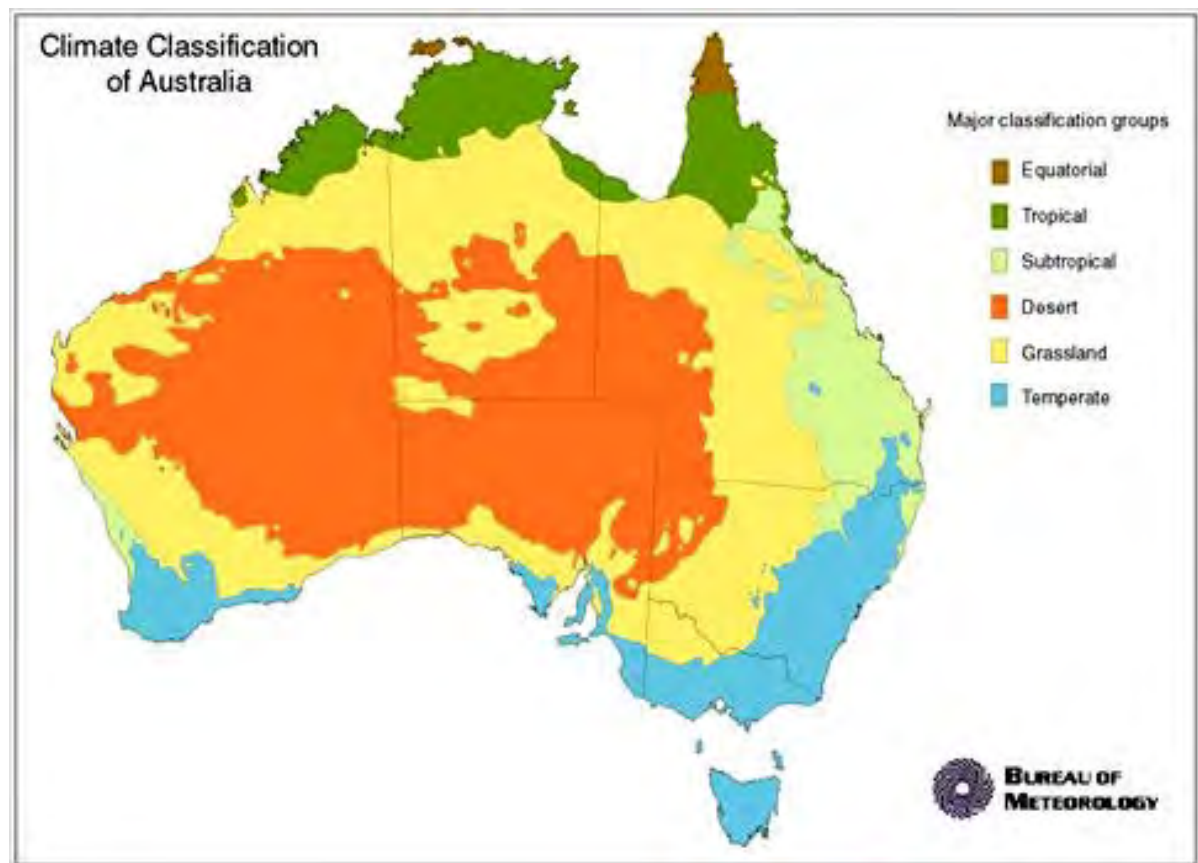 Climate Classification
of Australia
Major classification groups
Equatorial
Tropical
Subtropical
Desert
Grassland
Temperate
BUREAU OF
METEOROLOGY